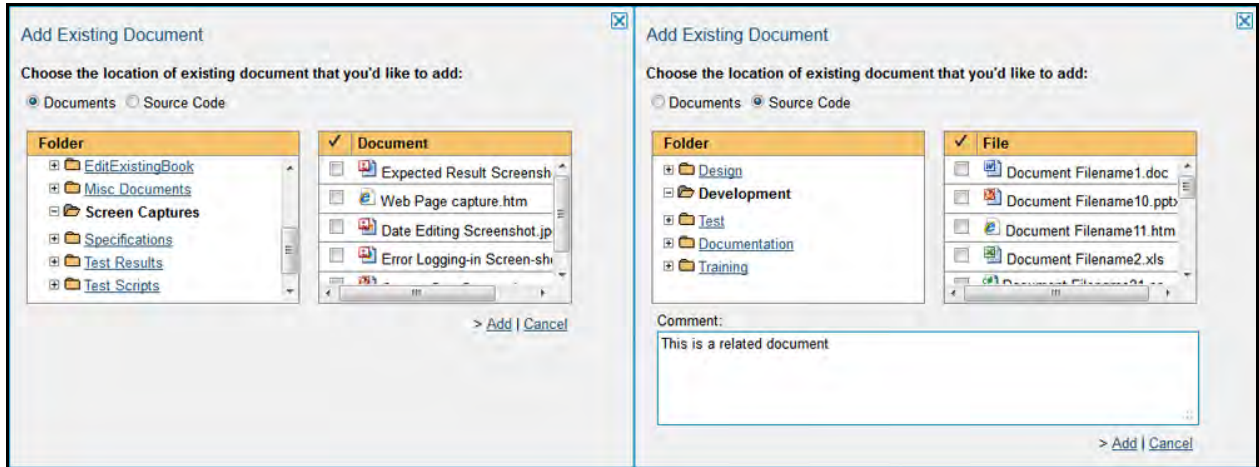 Add Existing Document
Choose the location of existing document that you'd like to add:
Documents Source Code
Folder
EditExistingBook
Misc Documents
Screen Captures
Specifications
Test Results
Test Scripts
✓ Document
Expected Result Screensh
Web Page capture.htm
Date Editing Screenshot.jp
Error Logging-in Screen-sh
> Add | Cancel
Add Existing Document
Choose the location of existing document that you'd like to add:
Documents Source Code
Folder
Design
Development
Test
Documentation
Training
✓ File
Document Filename1.doc
Document Filename10.pptx
Document Filename11.htm
Document Filename2.xls
Comment:
This is a related document
> Add | Cancel